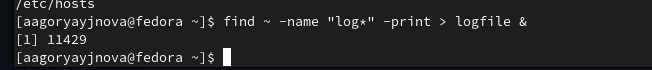 /etc/hosts
[aagoryayjnova@fedora ~]$ find ~ -name "log*" -print > logfile &
[1] 11429
[aagoryayjnova@fedora ~]$